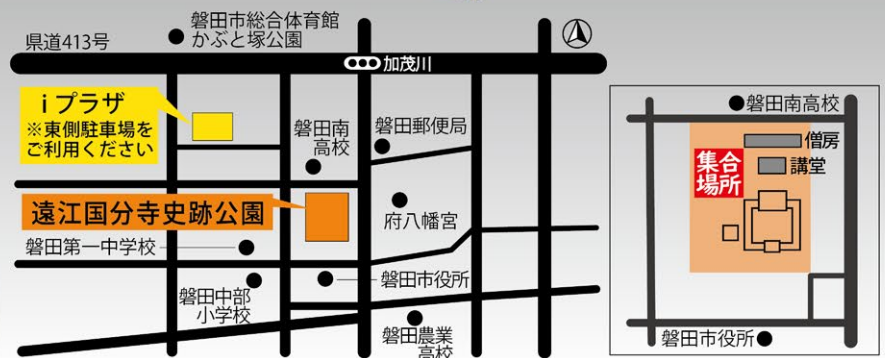 磐田市総合体育館
かぶと塚公園
県道413号
加茂川
iプラザ
※東側駐車場を
ご利用ください
磐田南
高校
磐田郵便局
遠江国分寺史跡公園
府八幡宮
磐田第一中学校
磐田市役所
磐田中部
小学校
磐田農業
高校
磐田南高校
僧房
講堂
集合
場所
磐田市役所